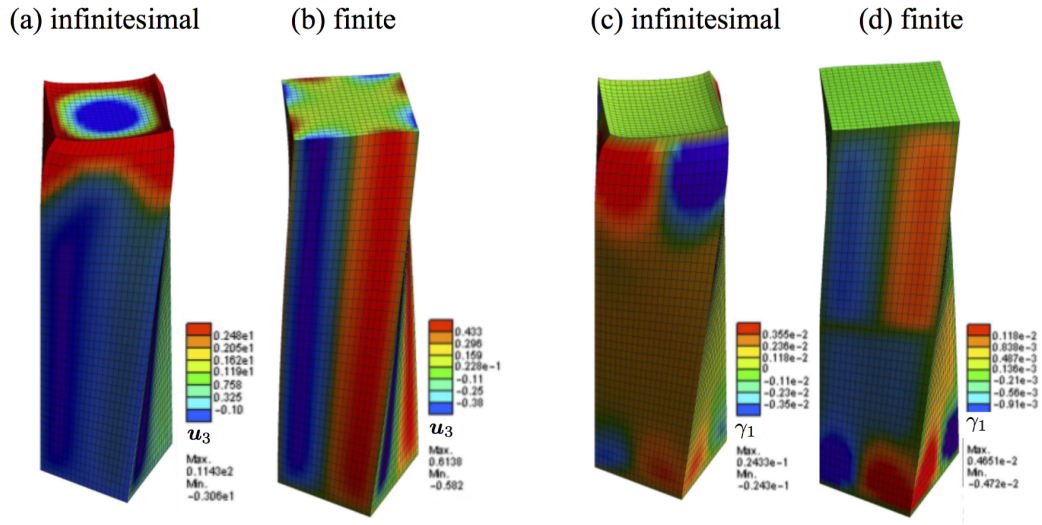 (a) infinitesimal
(b) finite
(c) infinitesimal
(d) finite
0.248e1
0.205e1
0.162e1
0.119e1
0.758
0.325
-0.10
u3
Max.
0.1143e2
Min.
-0.306e1
0.433
0.296
0.159
0.228e-1
-0.11
-0.25
-0.38
u3
Max.
0.6138
Min.
-0.582
0.355e-2
0.236e-2
0.118e-2
0
-0.11e-2
-0.23e-2
-0.35e-2
γ1
Max.
0.2433e-1
Min.
-0.243e-1
0.118e-2
0.838e-3
0.487e-3
0.136e-3
-0.21e-3
-0.56e-3
-0.91e-3
γ1
Max.
0.4651e-2
Min.
-0.472e-2